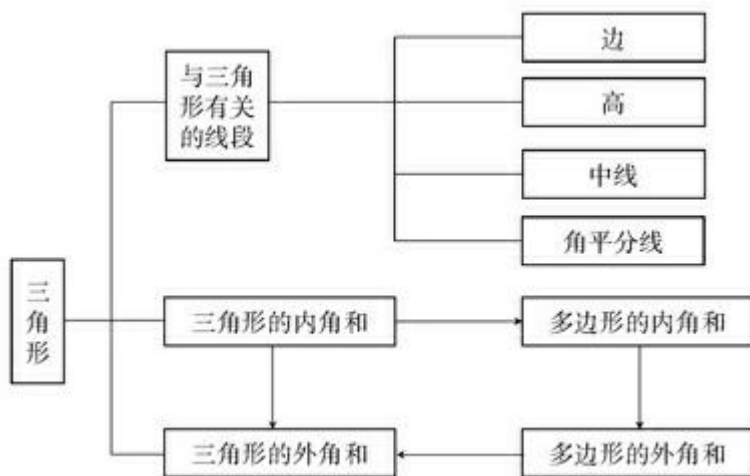 边
与三角
形有关
的线段
高
中线
角平分线
三
角
形
三角形的内角和
多边形的内角和
三角形的外角和
多边形的外角和